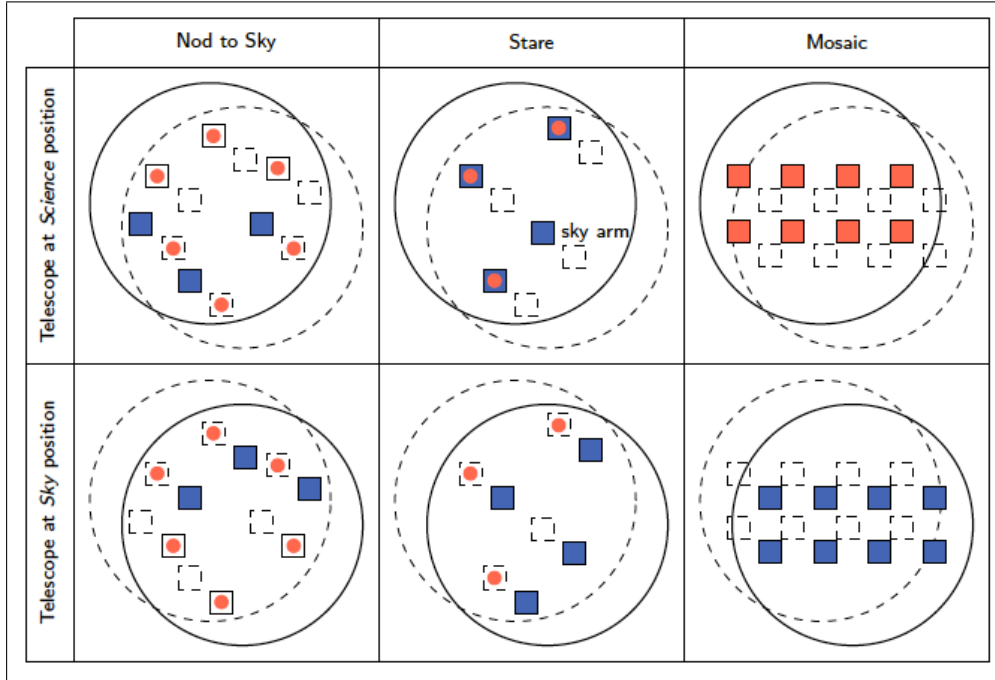 Nod to Sky
Stare
Mosaic
Telescope at Science position
sky arm
Telescope at Sky position